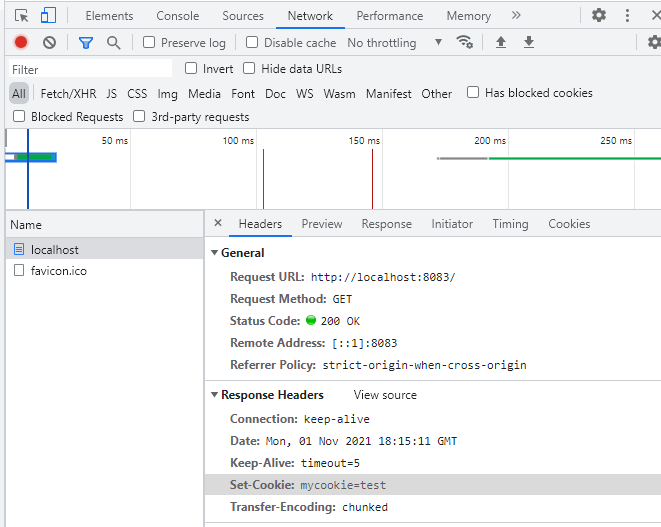 Elements Console Sources Network Performance Memory »
Preserve log Disable cache No throttling
Filter Invert Hide data URLs
All Fetch/XHR JS CSS Img Media Font Doc WS Wasm Manifest Other Has blocked cookies
Blocked Requests 3rd-party requests
50 ms 100 ms 150 ms 200 ms 250 ms
Name
localhost
favicon.ico
× Headers Preview Response Initiator Timing Cookies
General
Request URL: http://localhost:8083/
Request Method: GET
Status Code: 200 OK
Remote Address: [::1]:8083
Referrer Policy: strict-origin-when-cross-origin
Response Headers View source
Connection: keep-alive
Date: Mon, 01 Nov 2021 18:15:11 GMT
Keep-Alive: timeout=5
Set-Cookie: mycookie=test
Transfer-Encoding: chunked